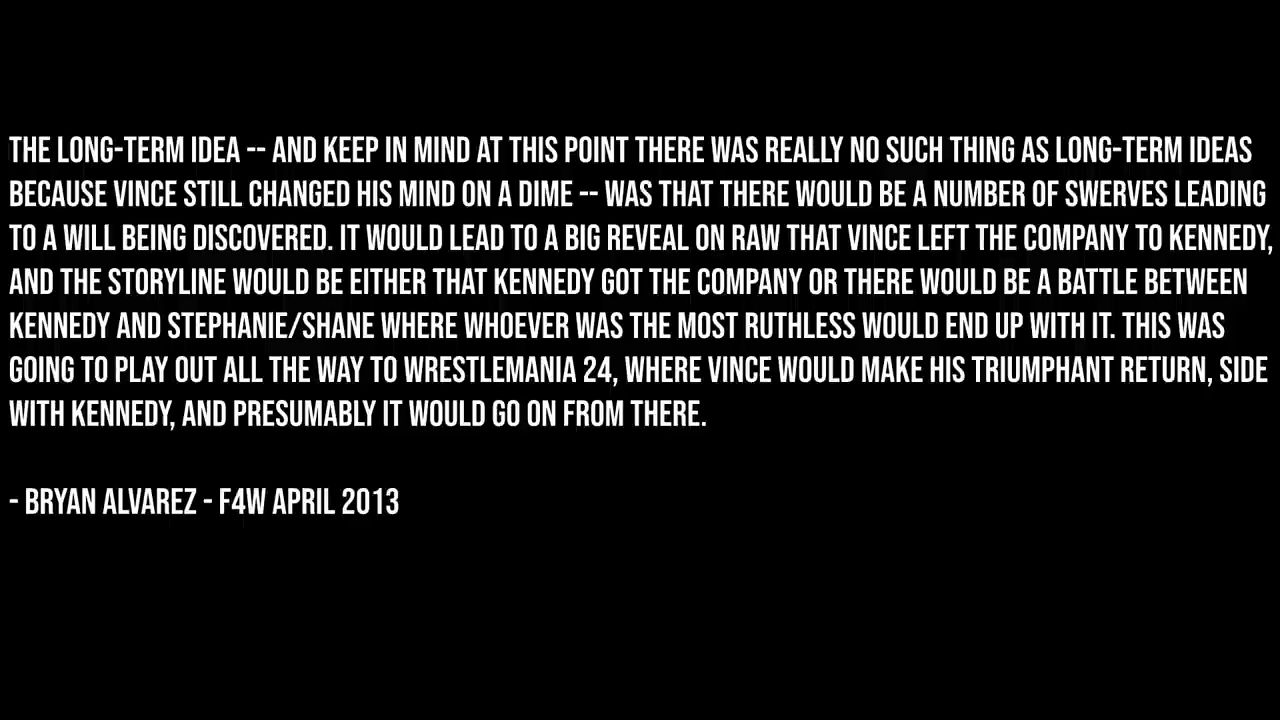 THE LONG-TERM IDEA -- AND KEEP IN MIND AT THIS POINT THERE WAS REALLY NO SUCH THING AS LONG-TERM IDEAS
BECAUSE VINCE STILL CHANGED HIS MIND ON A DIME -- WAS THAT THERE WOULD BE A NUMBER OF SWERVES LEADING
TO A WILL BEING DISCOVERED. IT WOULD LEAD TO A BIG REVEAL ON RAW THAT VINCE LEFT THE COMPANY TO KENNEDY,
AND THE STORYLINE WOULD BE EITHER THAT KENNEDY GOT THE COMPANY OR THERE WOULD BE A BATTLE BETWEEN
KENNEDY AND STEPHANIE/SHANE WHERE WHOEVER WAS THE MOST RUTHLESS WOULD END UP WITH IT. THIS WAS
GOING TO PLAY OUT ALL THE WAY TO WRESTLEMANIA 24, WHERE VINCE WOULD MAKE HIS TRIUMPHANT RETURN, SIDE
WITH KENNEDY, AND PRESUMABLY IT WOULD GO ON FROM THERE.
- BRYAN ALVAREZ - F4W APRIL 2013